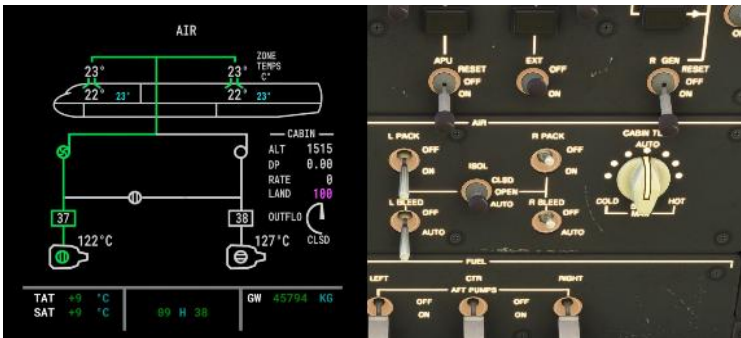 AIR
ZONE
TEMPS
C°
23° 23°
22° 23° 22° 23°
CABIN
ALT 1515
DP 0.00
RATE 0
LAND 100
37 38 OUTFLO
122°C 127°C CLSD
TAT +9 °C
SAT +9 °C
09 H 38
GW 45794 KG
APU RESET OFF ON
EXT OFF ON
R GEN RESET OFF ON
AIR
L PACK OFF ON
R PACK OFF ON
CABIN
AUTO
ISOL
CLSD
OPEN
AUTO
L BLEED OFF AUTO
R BLEED OFF AUTO
COLD HOT
FUEL
LEFT CTR RIGHT
AFT PUMPS
OFF OFF
ON ON